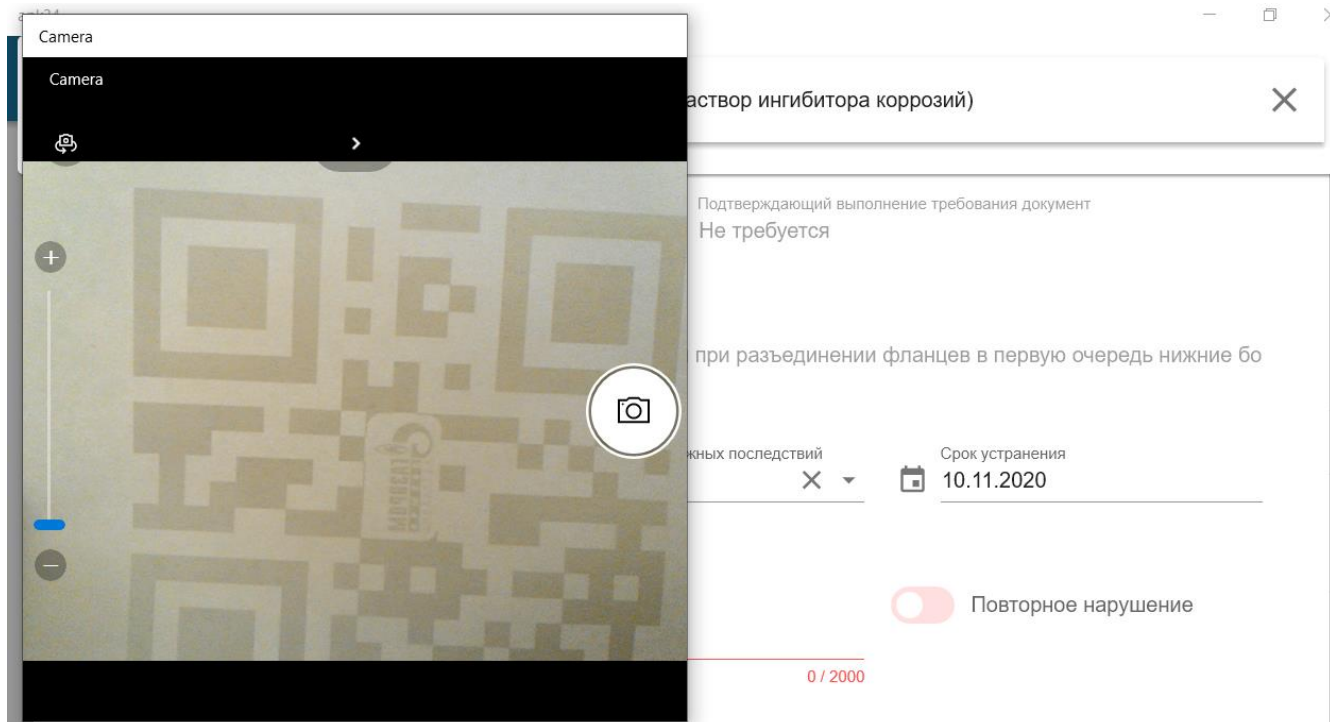 Camera
Camera
аствор ингибитора коррозий)
Подтверждающий выполнение требования документ
Не требуется
при разъединении фланцев в первую очередь нижние бо
жных последствий
Срок устранения
10.11.2020
Повторное нарушение
0 / 2000